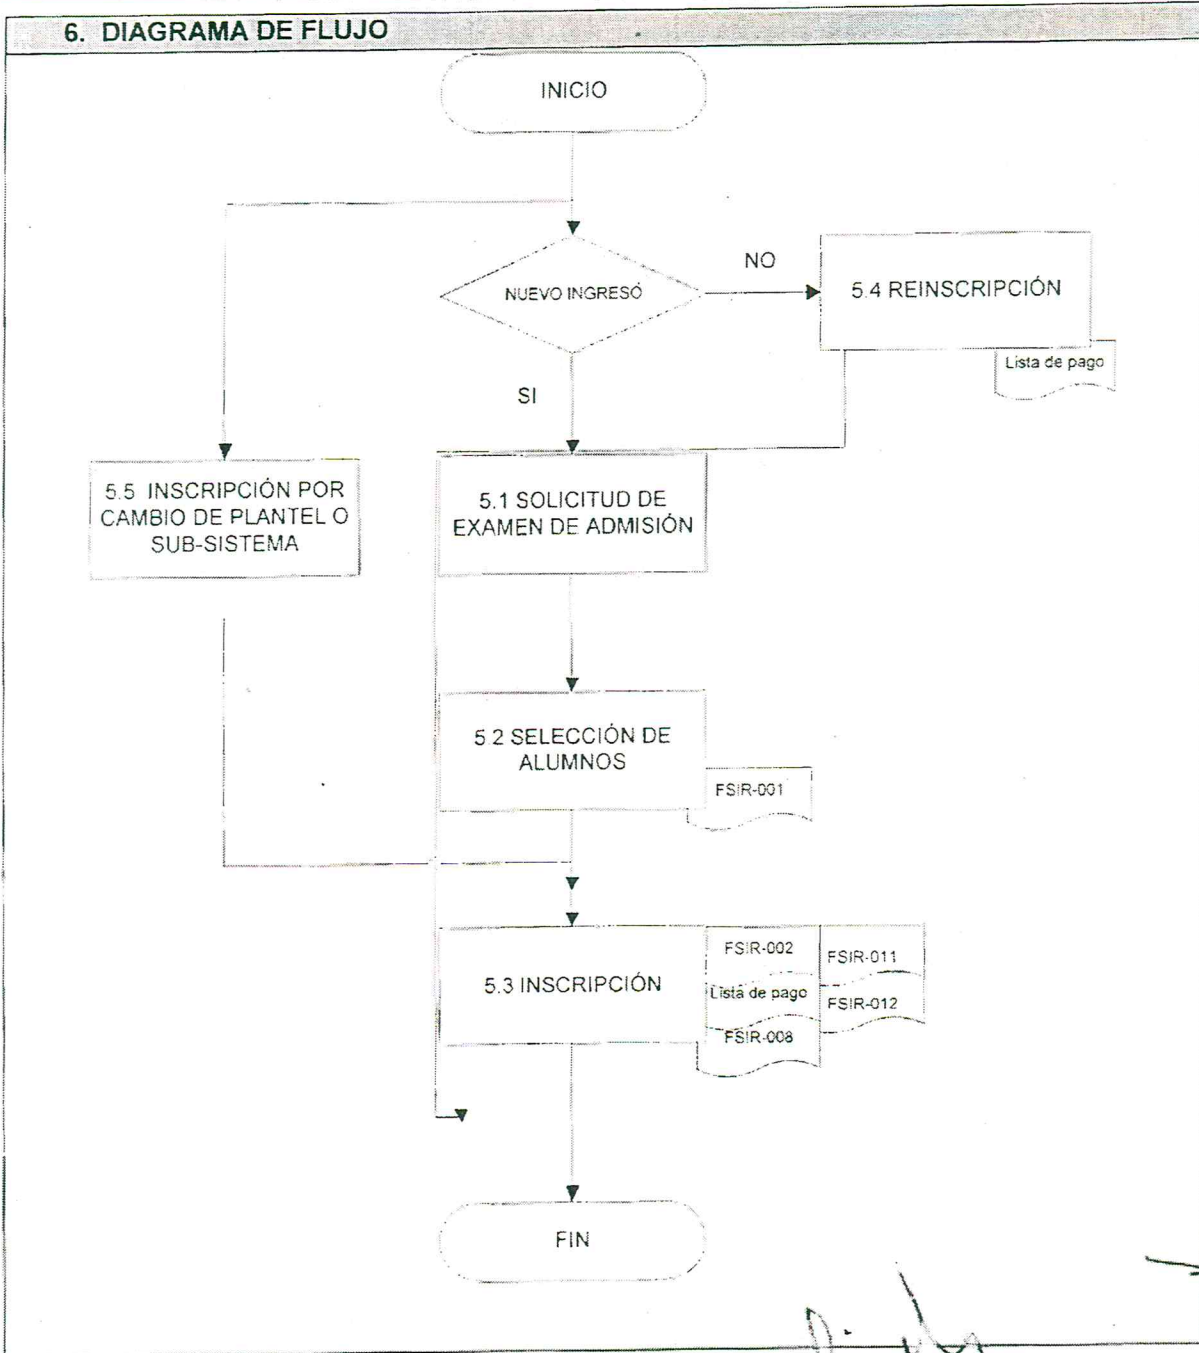 6. DIAGRAMA DE FLUJO
INICIO
NUEVO INGRESÓ
NO
5.4 REINSCRIPCIÓN
Lista de pago
SI
5.5 INSCRIPCIÓN POR
CAMBIO DE PLANTEL O
SUB-SISTEMA
5.1 SOLICITUD DE
EXAMEN DE ADMISIÓN
5.2 SELECCIÓN DE
ALUMNOS
FSIR-001
5.3 INSCRIPCIÓN
FSIR-002
FSIR-011
Lista de pago
FSIR-012
FSIR-008
FIN